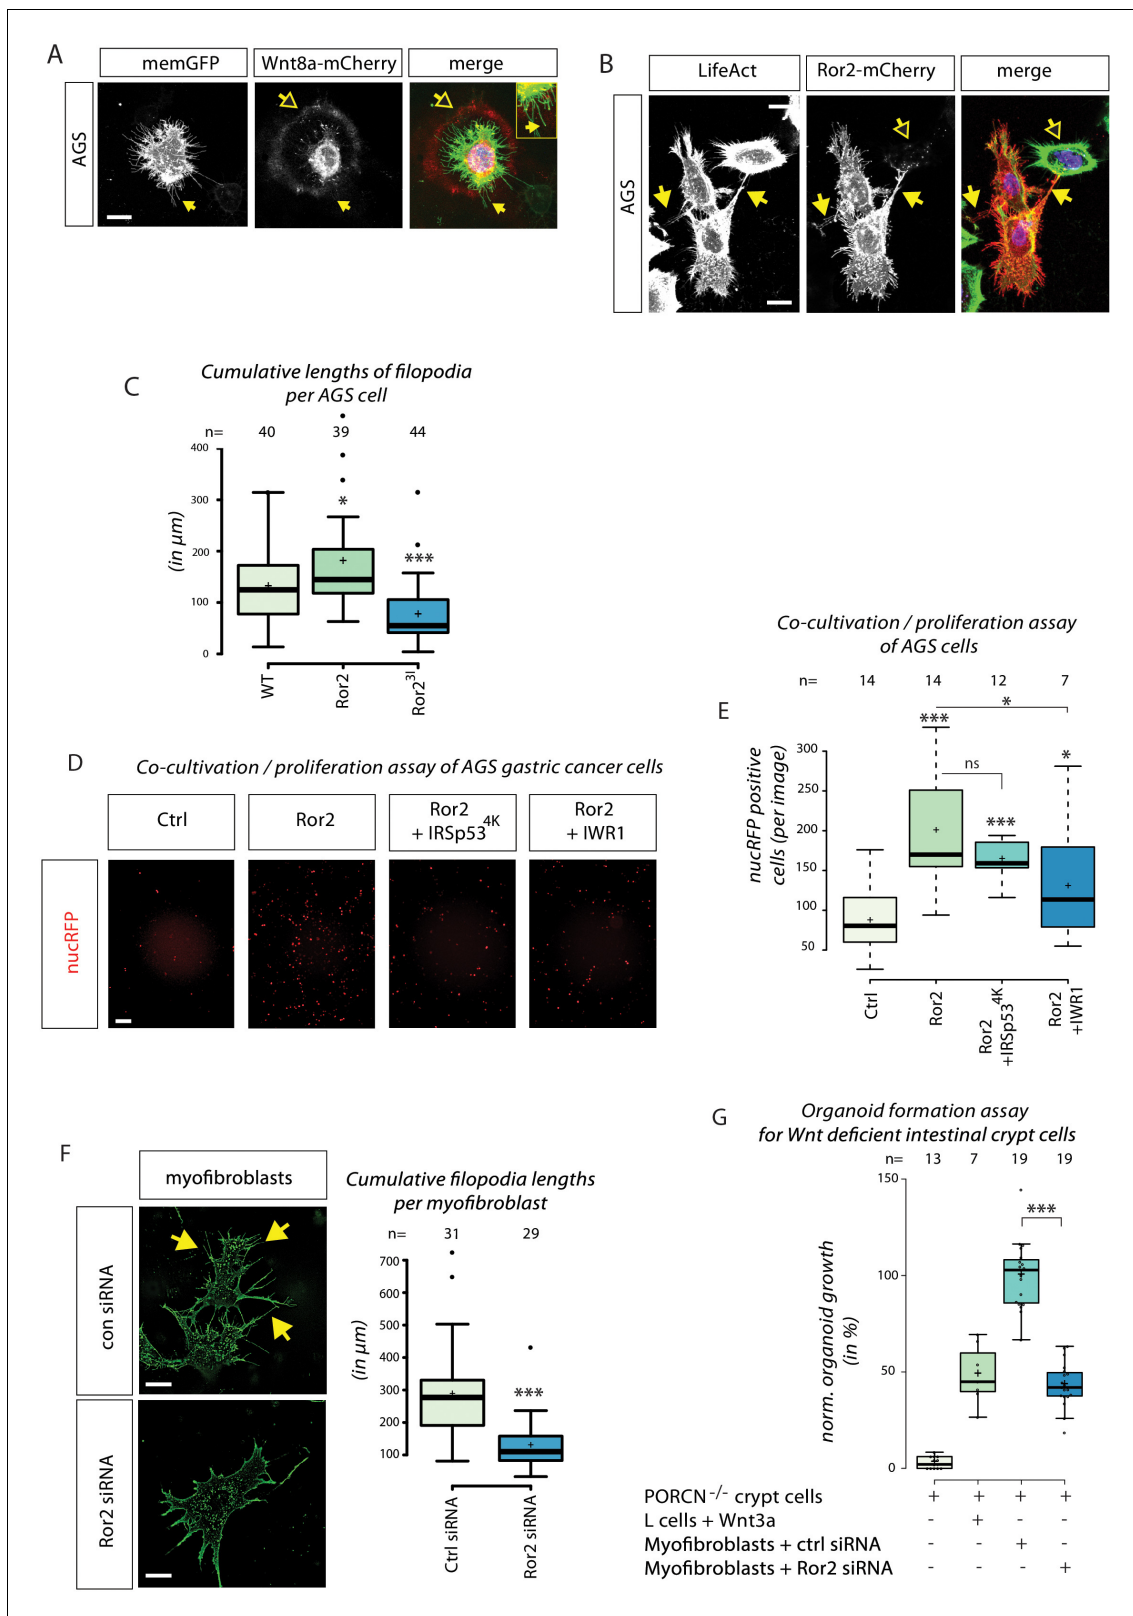 A
memGFP
Wnt8a-mCherry
merge
AGS
B
LifeAct
Ror2-mCherry
merge
AGS
C
Cumulative lengths of filopodia
per AGS cell
n= 40 39 44
400
300
200
100
0
(in µm)
*
***
WT
Ror2
Ror2^3I
D
Co-cultivation / proliferation assay of AGS gastric cancer cells
Ctrl
Ror2
Ror2
+ IRSp53^4K
Ror2
+ IWR1
nucRFP
E
Co-cultivation / proliferation assay
of AGS cells
n= 14 14 12 7
*
***
ns
***
*
nucRFP positive
cells (per image)
300
250
200
150
100
50
Ctrl
Ror2
Ror2
+IRSp53^4K
Ror2
+IWR1
F
myofibroblasts
con siRNA
Ror2 siRNA
Cumulative filopodia lengths
per myofibroblast
n= 31 29
700
600
500
400
300
200
100
(in µm)
***
Ctrl siRNA
Ror2 siRNA
G
Organoid formation assay
for Wnt deficient intestinal crypt cells
n= 13 7 19 19
150
100
50
0
norm. organoid growth
(in %)
***
PORCN^-/- crypt cells + + + +
L cells + Wnt3a - + - -
Myofibroblasts + ctrl siRNA - - + -
Myofibroblasts + Ror2 siRNA - - - +